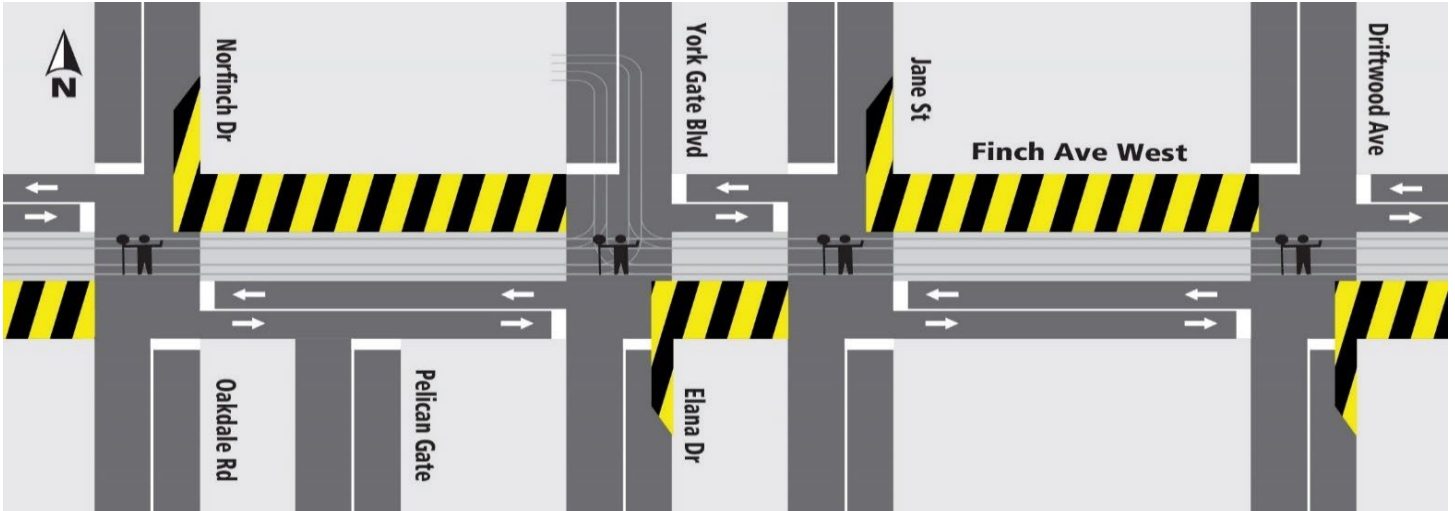 N
Norfinch Dr
York Gate Blvd
Jane St
Driftwood Ave
Finch Ave West
Oakdale Rd
Pelican Gate
Elana Dr